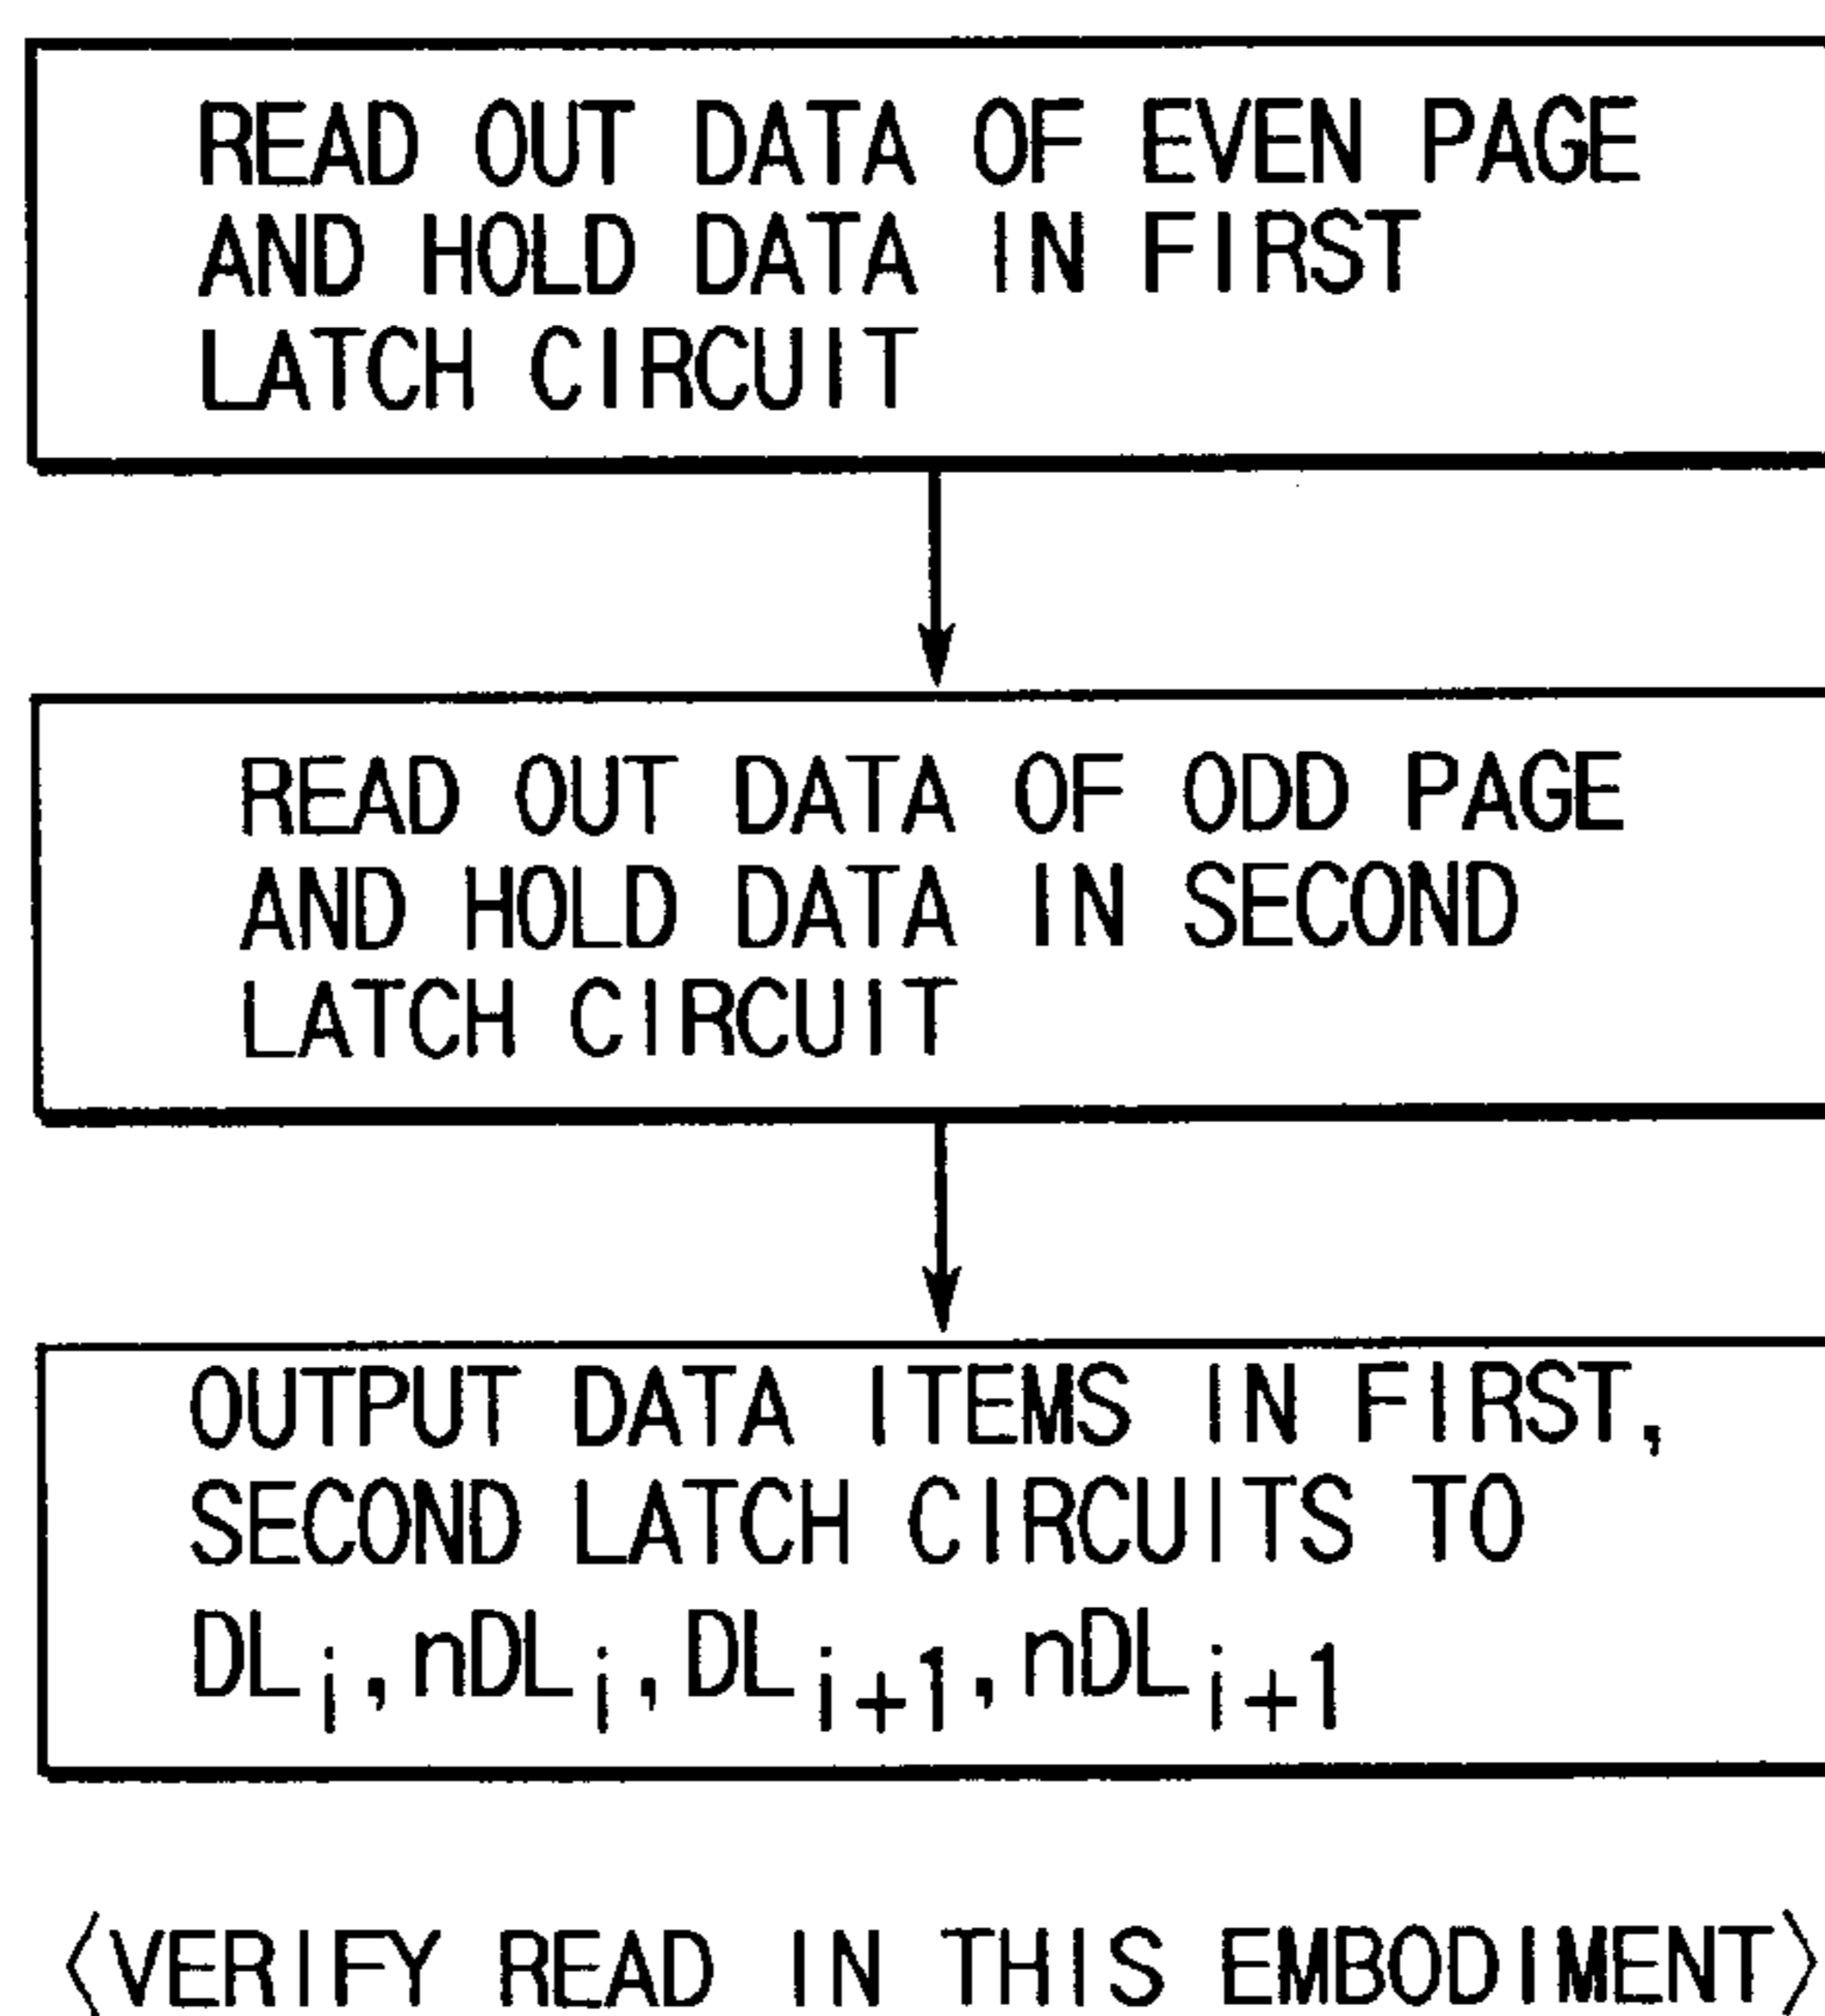 READ OUT DATA OF EVEN PAGE
AND HOLD DATA IN FIRST
LATCH CIRCUIT
READ OUT DATA OF ODD PAGE
AND HOLD DATA IN SECOND
LATCH CIRCUIT
OUTPUT DATA ITEMS IN FIRST,
SECOND LATCH CIRCUITS TO
DLi,nDLi,DLi+1,nDLi+1
〈VERIFY READ IN THIS EMBODIMENT〉